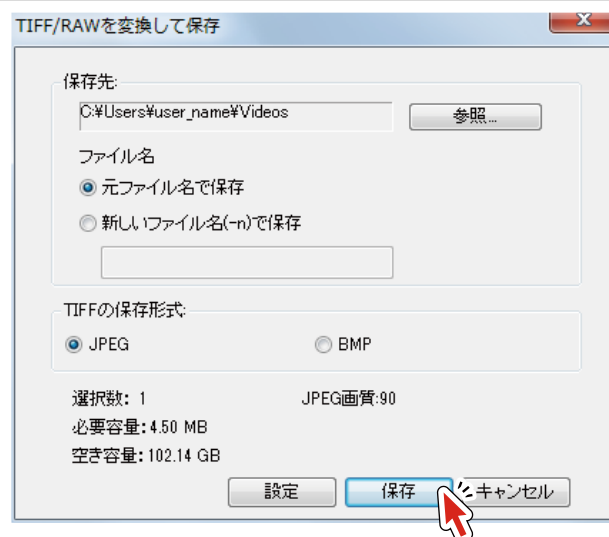 TIFF/RAWを変換して保存
保存先:
C:¥Users¥user_name¥Videos
参照...
ファイル名
元ファイル名で保存
新しいファイル名(-n)で保存
TIFFの保存形式:
JPEG BMP
選択数: 1 JPEG画質:90
必要容量: 4.50 MB
空き容量: 102.14 GB
設定 保存 キャンセル